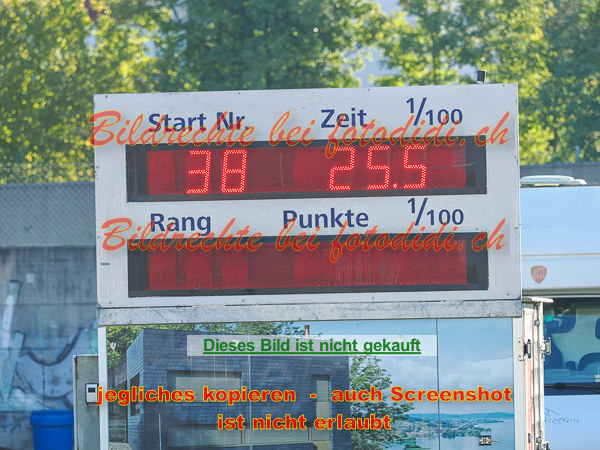 Start Nr. Zeit 1/100
Bildrechte bei fotodidi.ch
38 25.5
Rang Punkte 1/100
Bildrechte bei fotodidi.ch
Dieses Bild ist nicht gekauft
jegliches kopieren - auch Screenshot
ist nicht erlaubt